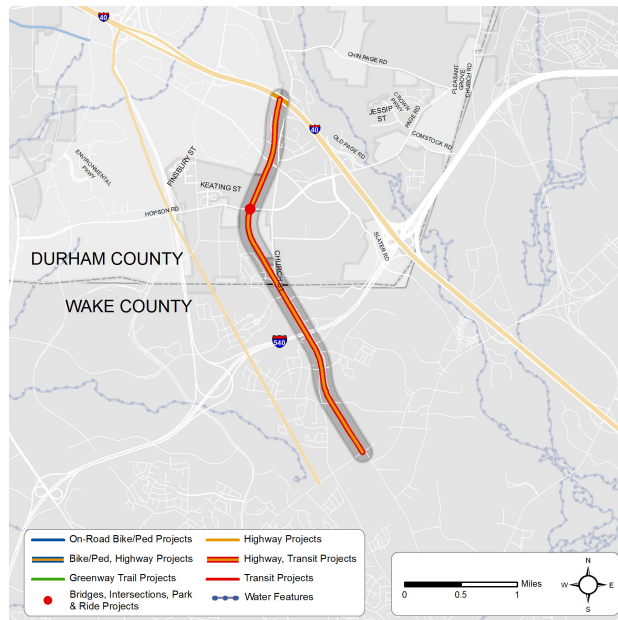 40
CHIN PAGE RD
PLEASANT
GROVE
CHURCH RD
CROWN
PKWY
JESSIP
ST
PAGE RD
40
COMSTOCK RD
OLD PAGE RD
ENVIRONMENTAL
PKWY
FINSBURY ST
KEATING ST
HOPSON RD
SLATER RD
CHURCH ST
DURHAM COUNTY
WAKE COUNTY
540
On-Road Bike/Ped Projects
Highway Projects
Bike/Ped, Highway Projects
Highway, Transit Projects
Greenway Trail Projects
Transit Projects
Bridges, Intersections, Park
& Ride Projects
Water Features
Miles
0 0.5 1
N
W E
S